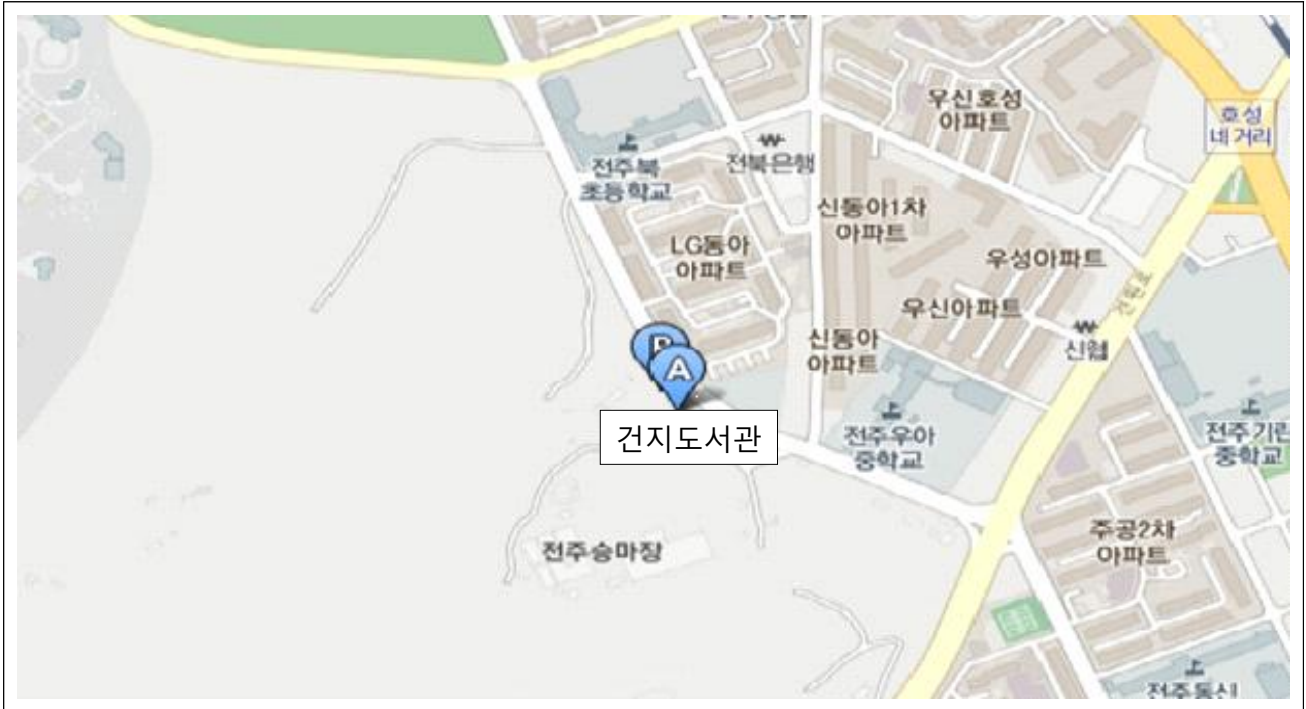 우신호성
아파트
호성
네거리
전주북
초등학교
전북은행
신동아1차
아파트
LG동아
아파트
우성아파트
우신아파트
신동아
아파트
신협
B
A
건지도서관
전주우아
중학교
전주기린
중학교
전주승마장
주공2차
아파트
전주동신